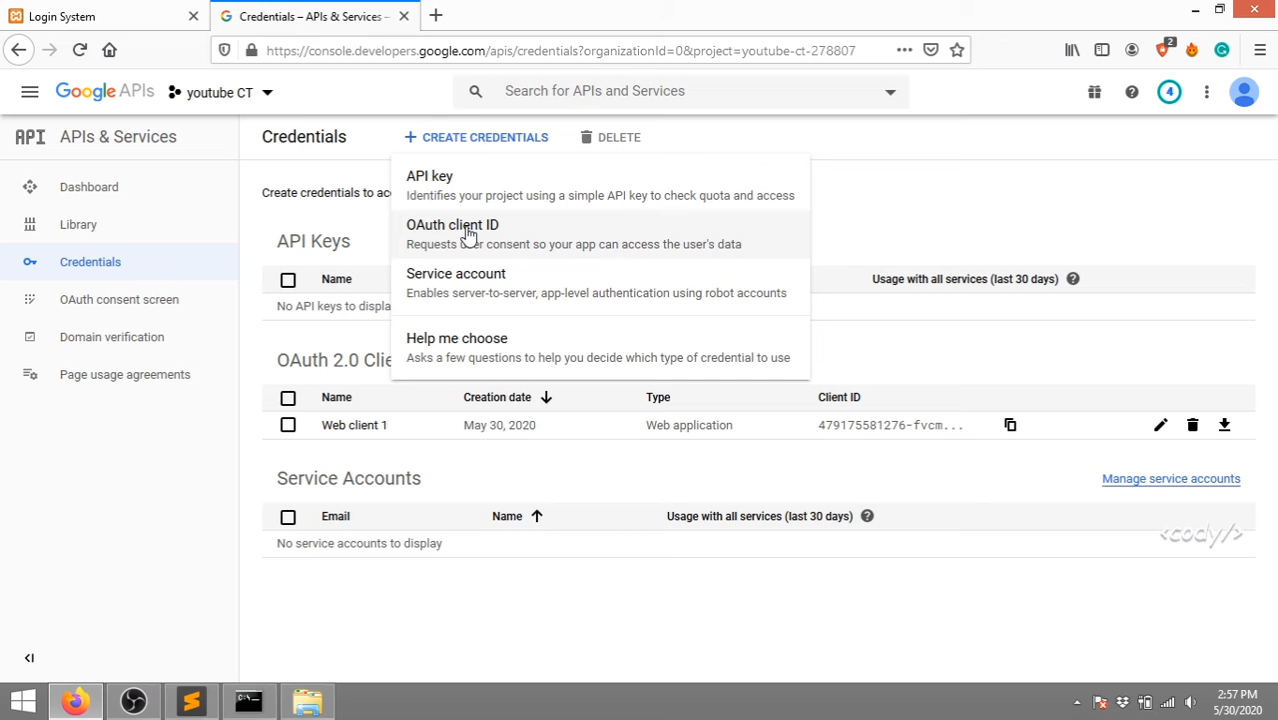 Login System
Credentials – APIs & Services –
https://console.developers.google.com/apis/credentials?organizationId=0&project=youtube-ct-278807
2
Google APIs
youtube CT
Search for APIs and Services
4
API APIs & Services
Credentials
CREATE CREDENTIALS
DELETE
Dashboard
Library
Credentials
OAuth consent screen
Domain verification
Page usage agreements
Create credentials to acc
API key
Identifies your project using a simple API key to check quota and access
OAuth client ID
Requests user consent so your app can access the user's data
Service account
Enables server-to-server, app-level authentication using robot accounts
Help me choose
Asks a few questions to help you decide which type of credential to use
API Keys
Name
Usage with all services (last 30 days)
No API keys to displa
OAuth 2.0 Clie
Name Creation date Type Client ID
Web client 1 May 30, 2020 Web application 479175581276-fvcm...
Service Accounts
Manage service accounts
Email Name Usage with all services (last 30 days)
No service accounts to display
<cody/>
2:57 PM
5/30/2020